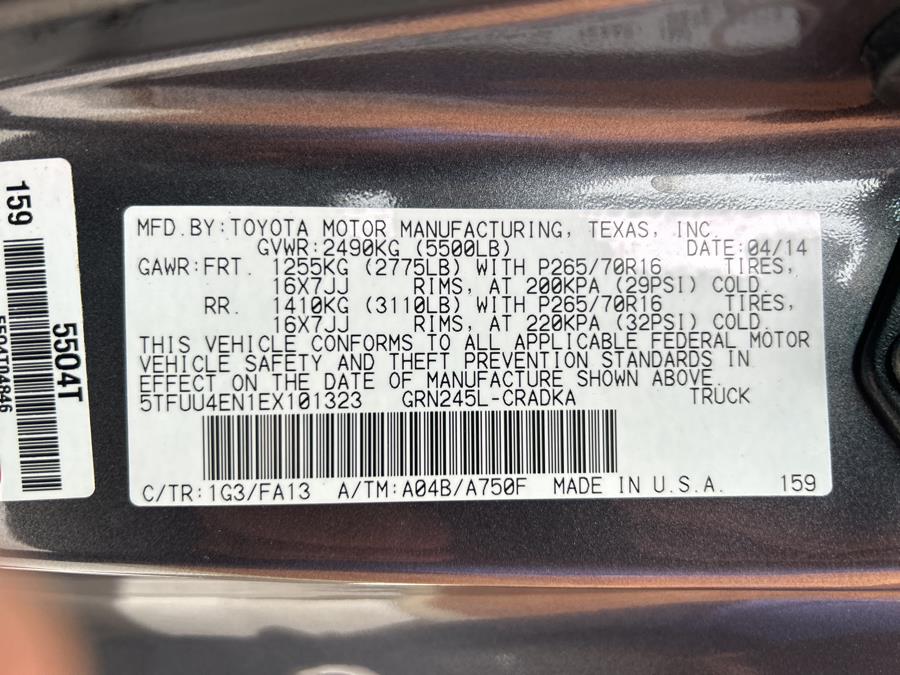 159
5504T
5504T04846
MFD.BY:TOYOTA MOTOR MANUFACTURING, TEXAS, INC.
GVWR:2490KG (5500LB) DATE:04/14
GAWR:FRT. 1255KG (2775LB) WITH P265/70R16 TIRES,
16X7JJ RIMS, AT 200KPA (29PSI) COLD.
RR. 1410KG (3110LB) WITH P265/70R16 TIRES,
16X7JJ RIMS, AT 220KPA (32PSI) COLD.
THIS VEHICLE CONFORMS TO ALL APPLICABLE FEDERAL MOTOR
VEHICLE SAFETY AND THEFT PREVENTION STANDARDS IN
EFFECT ON THE DATE OF MANUFACTURE SHOWN ABOVE.
5TFUU4EN1EX101323 GRN245L-CRADKA TRUCK
C/TR:1G3/FA13 A/TM:A04B/A750F MADE IN U.S.A. 159